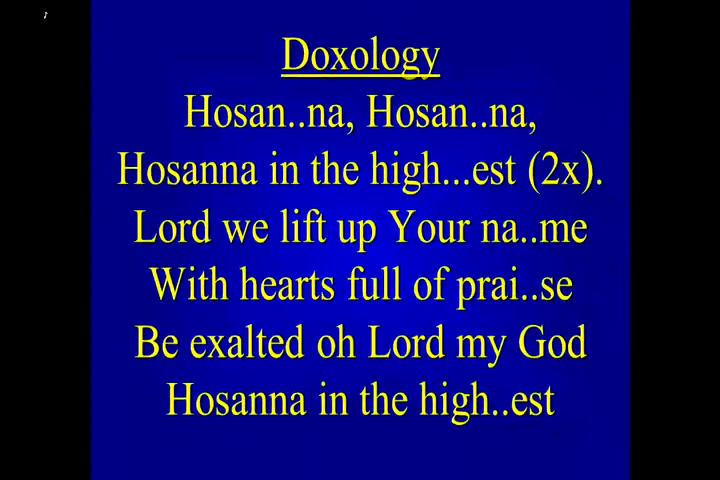 Doxology
Hosan..na, Hosan..na,
Hosanna in the high...est (2x).
Lord we lift up Your na..me
With hearts full of prai..se
Be exalted oh Lord my God
Hosanna in the high..est